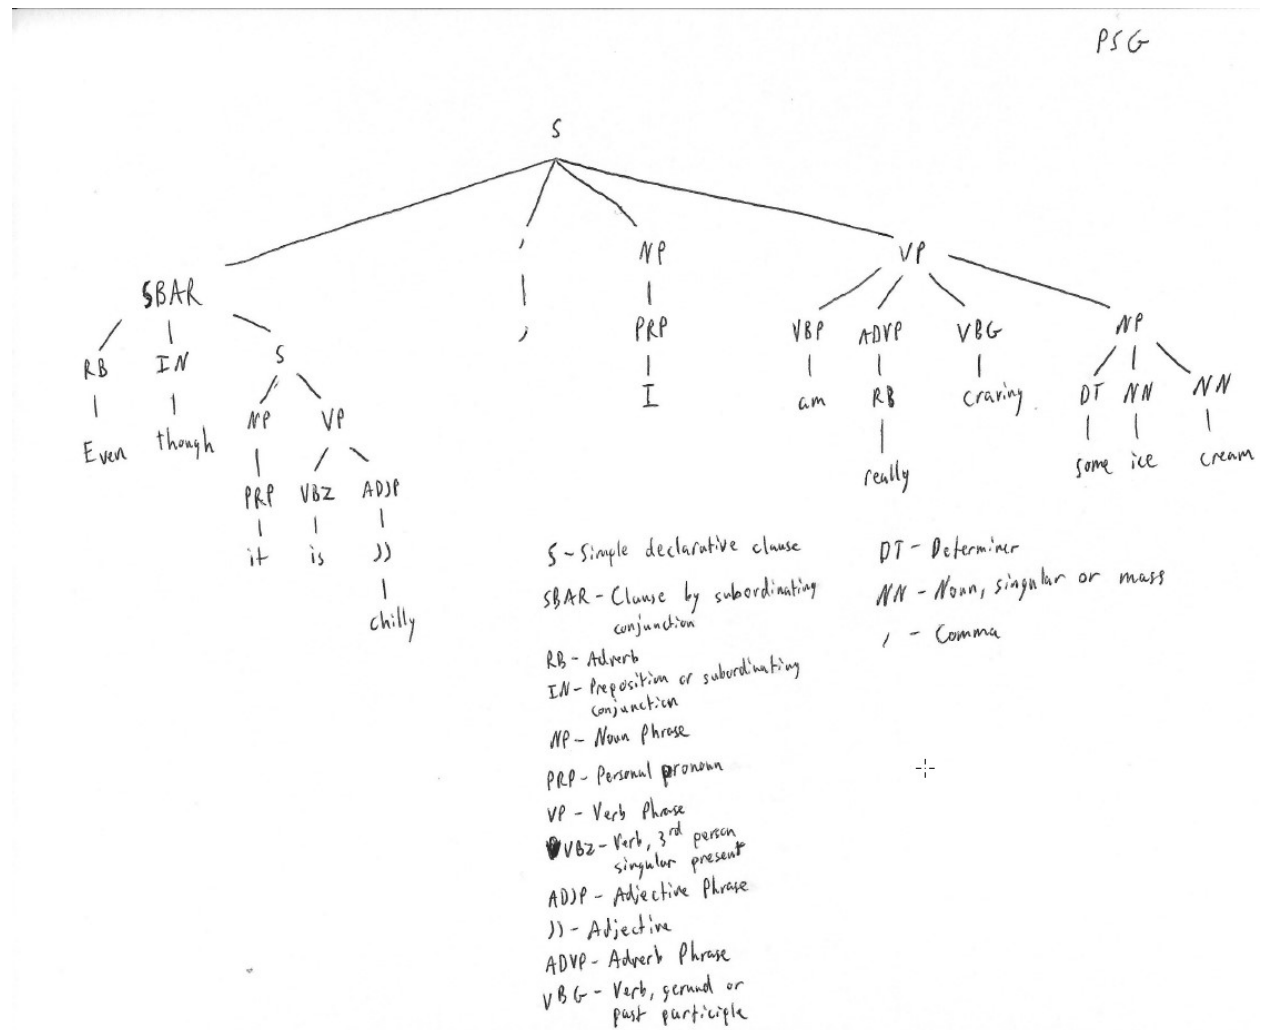 PSG
S
, NP VP
SBAR
RB IN S
, PRP VBP ADVP VBG NP
Even though NP VP
I am RB craving DT NN NN
PRP VBZ ADJP
really some ice cream
it is JJ
chilly
S - Simple declarative clause
SBAR - Clause by subordinating
conjunction
RB - Adverb
IN - Preposition or subordinating
conjunction
NP - Noun Phrase
PRP - Personal pronoun
VP - Verb Phrase
VBZ - Verb, 3rd person
singular present
ADJP - Adjective Phrase
JJ - Adjective
ADVP - Adverb Phrase
VBG - Verb, gerund or
past participle
DT - Determiner
NN - Noun, singular or mass
, - Comma